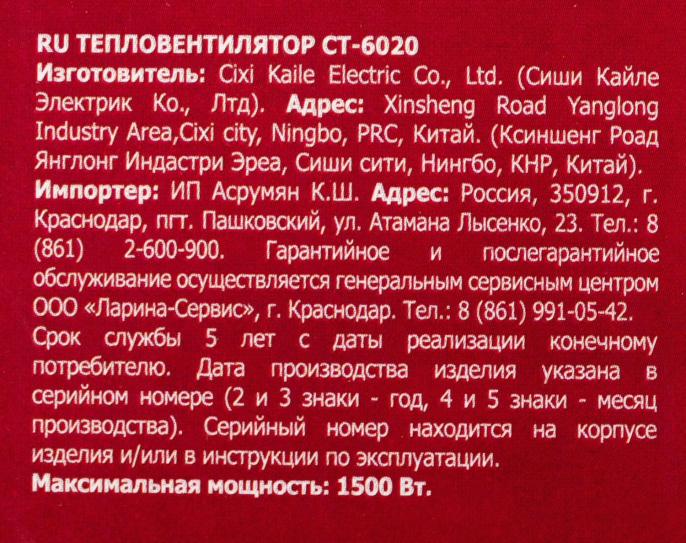 RU ТЕПЛОВЕНТИЛЯТОР CT-6020
Изготовитель: Cixi Kaile Electric Co., Ltd. (Сиши Кайле
Электрик Ко., Лтд). Адрес: Xinsheng Road Yanglong
Industry Area,Cixi city, Ningbo, PRC, Китай. (Ксиншенг Роад
Янглонг Индастри Эреа, Сиши сити, Нингбо, КНР, Китай).
Импортер: ИП Асрумян К.Ш. Адрес: Россия, 350912, г.
Краснодар, пгт. Пашковский, ул. Атамана Лысенко, 23. Тел.: 8
(861) 2-600-900. Гарантийное и послегарантийное
обслуживание осуществляется генеральным сервисным центром
ООО «Ларина-Сервис», г. Краснодар. Тел.: 8 (861) 991-05-42.
Срок службы 5 лет с даты реализации конечному
потребителю. Дата производства изделия указана в
серийном номере (2 и 3 знаки - год, 4 и 5 знаки - месяц
производства). Серийный номер находится на корпусе
изделия и/или в инструкции по эксплуатации.
Максимальная мощность: 1500 Вт.